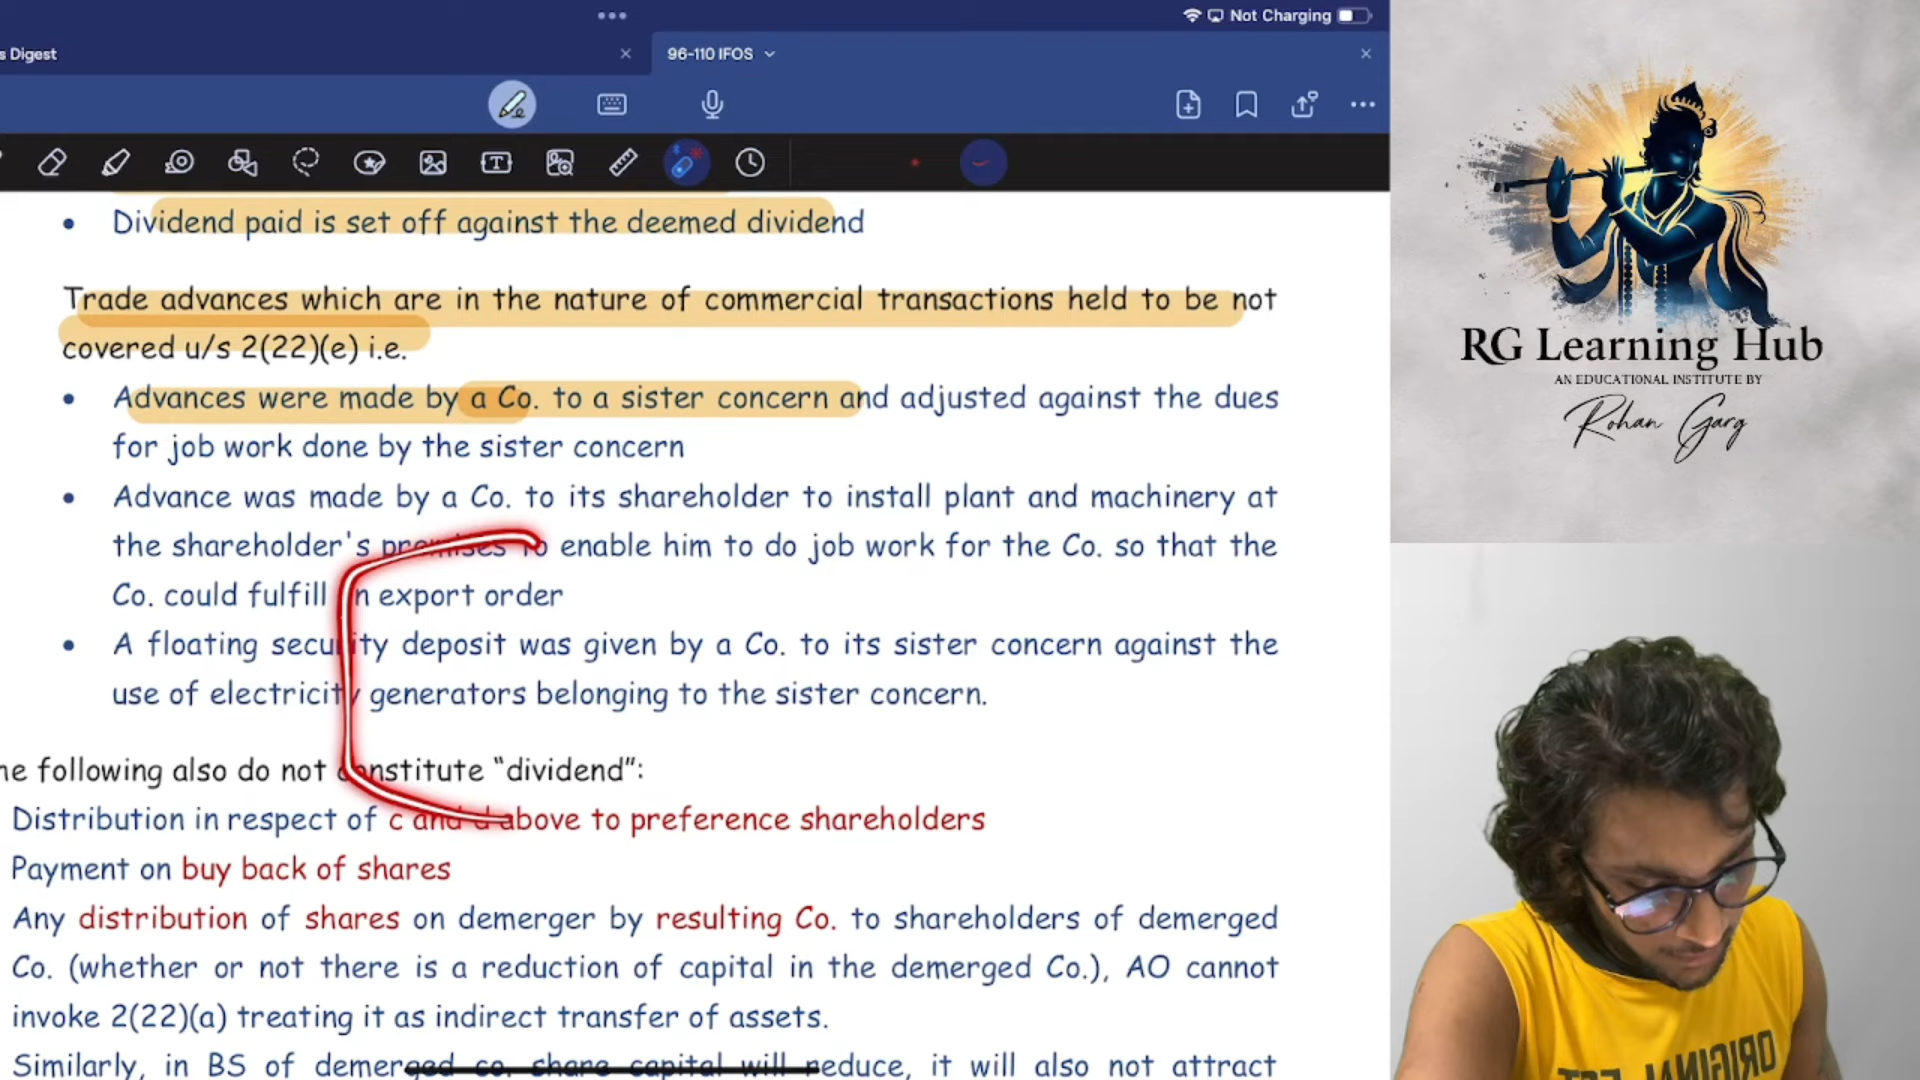 Not Charging
s Digest
96-110 IFOS
• Dividend paid is set off against the deemed dividend
Trade advances which are in the nature of commercial transactions held to be not
covered u/s 2(22)(e) i.e.
• Advances were made by a Co. to a sister concern and adjusted against the dues
for job work done by the sister concern
• Advance was made by a Co. to its shareholder to install plant and machinery at
the shareholder's premises to enable him to do job work for the Co. so that the
Co. could fulfill an export order
• A floating security deposit was given by a Co. to its sister concern against the
use of electricity generators belonging to the sister concern.
he following also do not constitute “dividend”:
Distribution in respect of c and d above to preference shareholders
Payment on buy back of shares
Any distribution of shares on demerger by resulting Co. to shareholders of demerged
Co. (whether or not there is a reduction of capital in the demerged Co.), AO cannot
invoke 2(22)(a) treating it as indirect transfer of assets.
Similarly, in BS of demerged co. share capital will reduce, it will also not attract
RG Learning Hub
AN EDUCATIONAL INSTITUTE BY
Rohan Garg
ORIGINAL